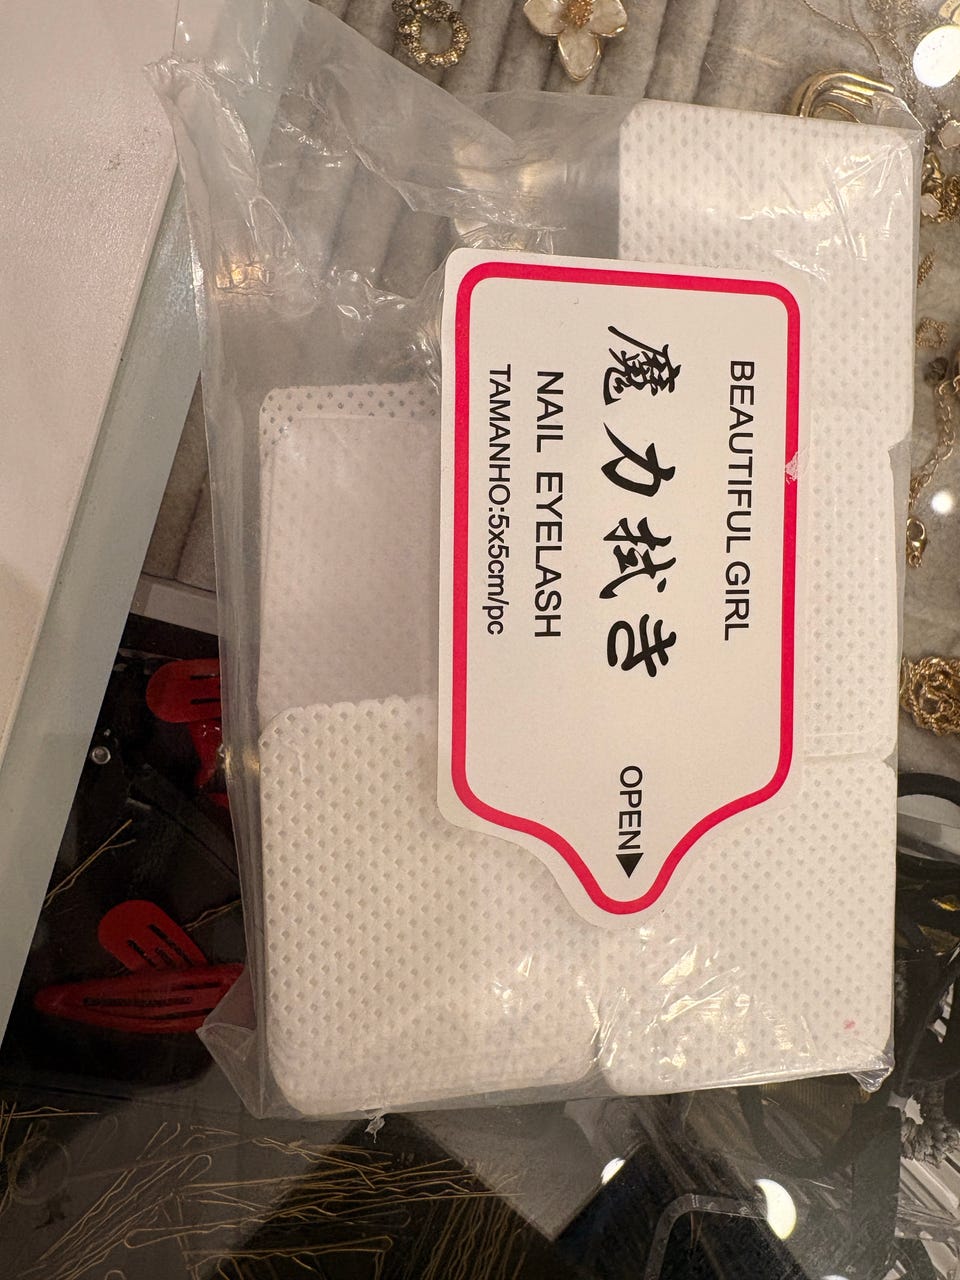 BEAUTIFUL GIRL
魔力拭き
NAIL EYELASH
TAMANHO:5x5cm/pc
OPEN▶